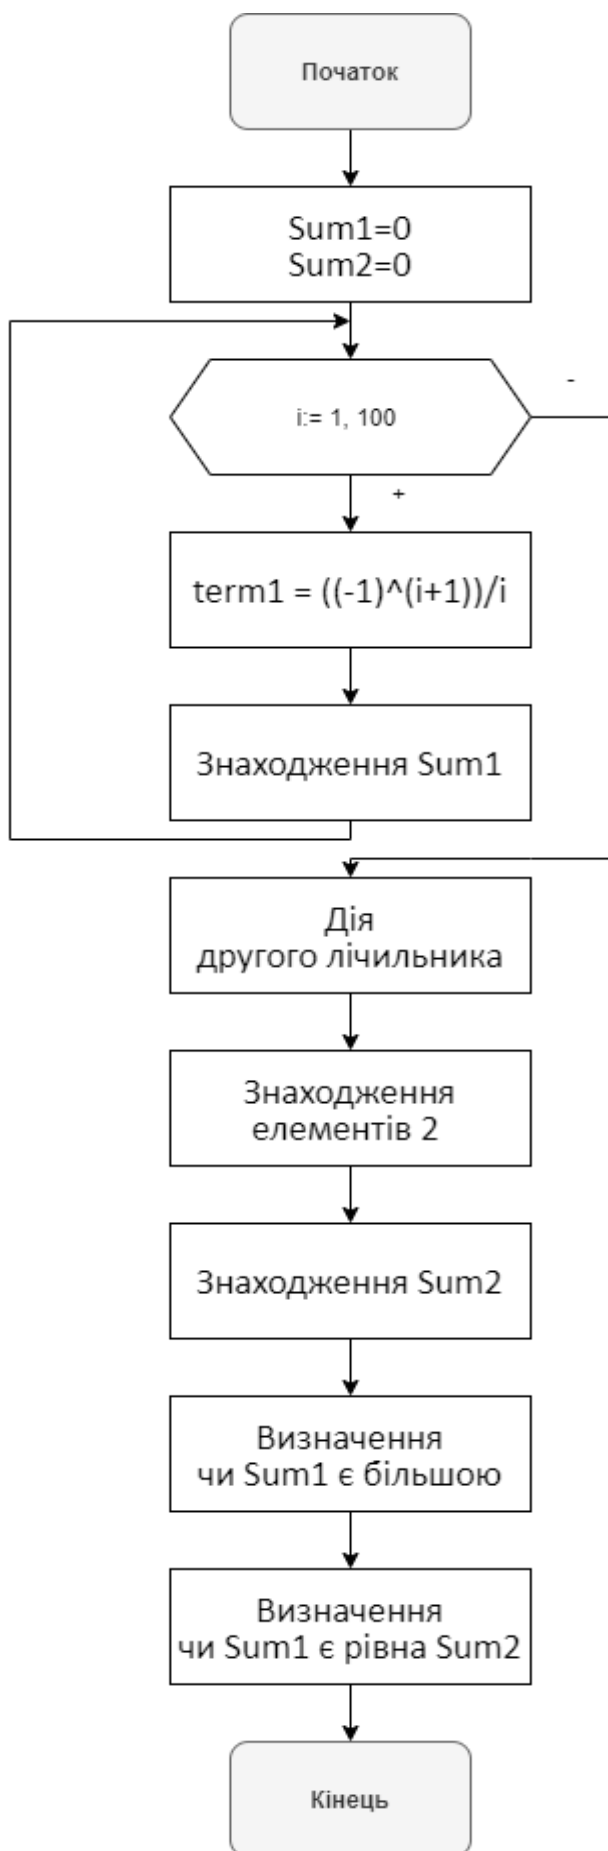 Початок
Sum1=0
Sum2=0
-
i:= 1, 100
+
term1 = ((-1)^(i+1))/i
Знаходження Sum1
Дія
другого лічильника
Знаходження
елементів 2
Знаходження Sum2
Визначення
чи Sum1 є більшою
Визначення
чи Sum1 є рівна Sum2
Кінець